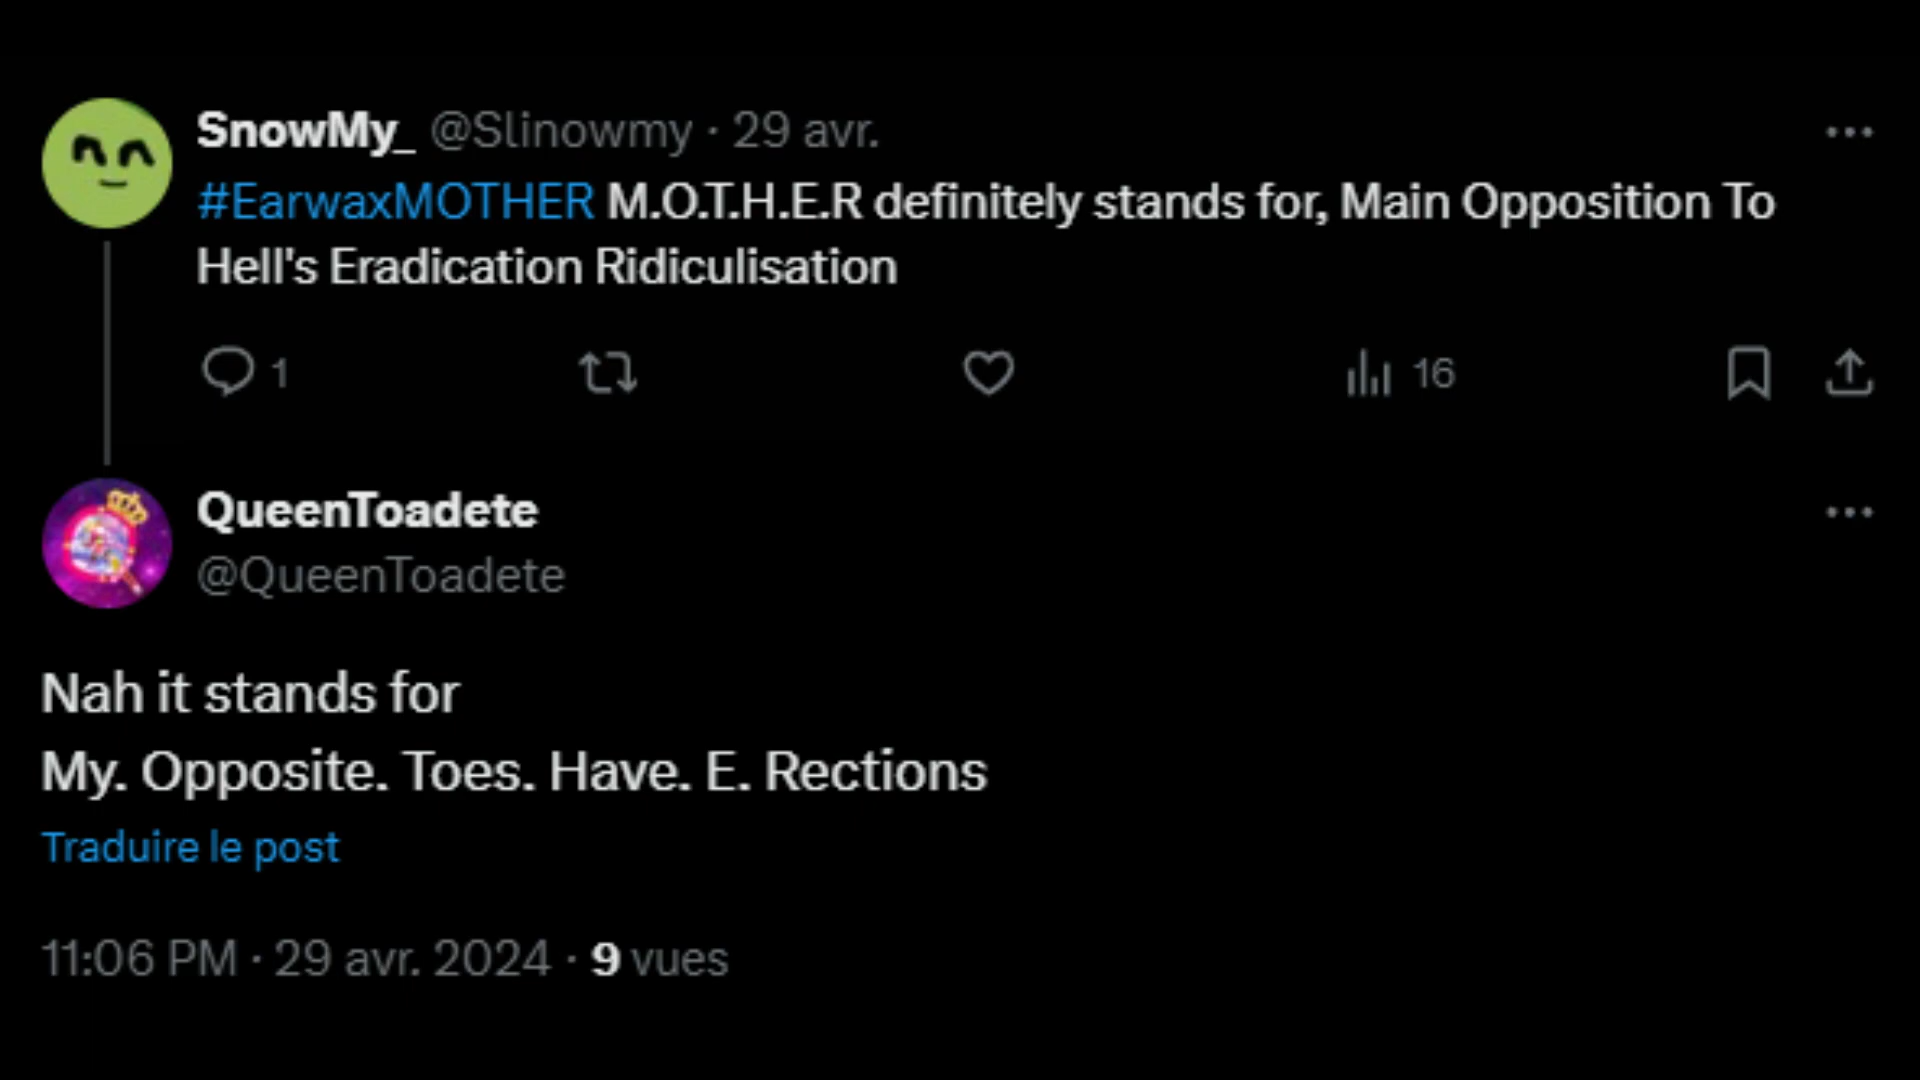 SnowMy_ @Slinowmy · 29 avr.
#EarwaxMOTHER M.O.T.H.E.R definitely stands for, Main Opposition To
Hell's Eradication Ridiculisation
1 16
QueenToadete
@QueenToadete
Nah it stands for
My. Opposite. Toes. Have. E. Rections
Traduire le post
11:06 PM · 29 avr. 2024 · 9 vues